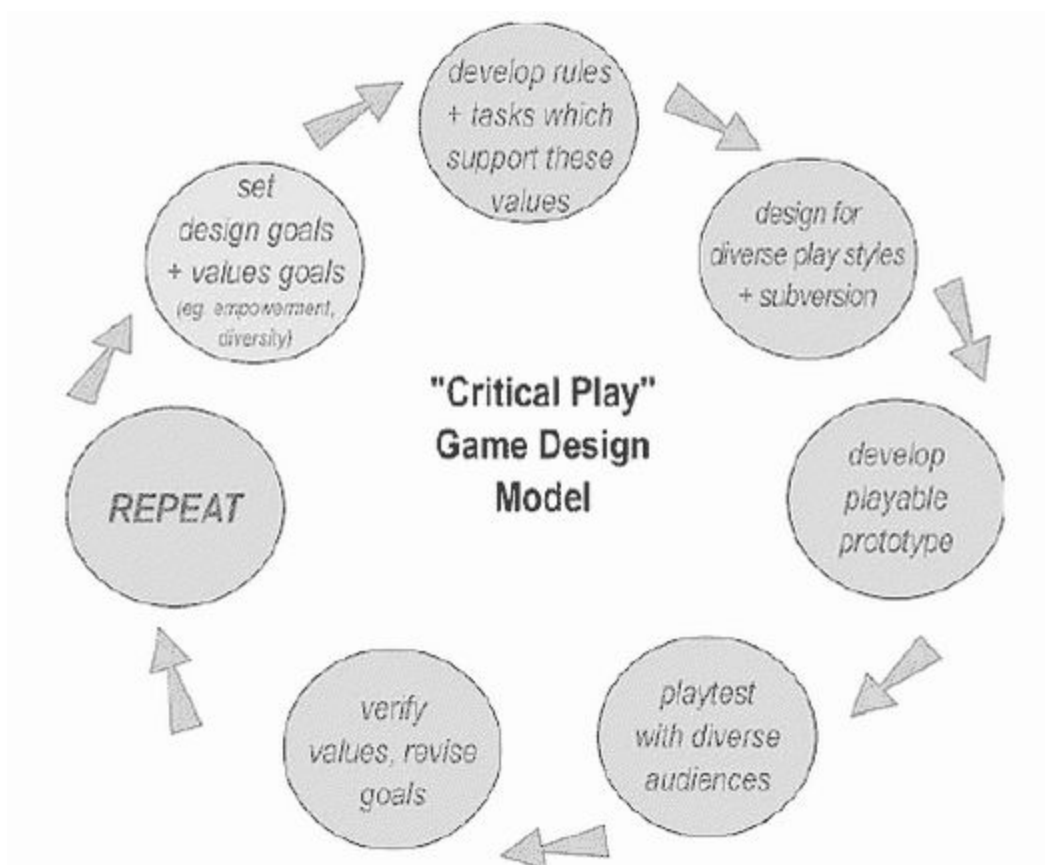 "Critical Play"
Game Design
Model
set
design goals
+ values goals
(eg. empowerment,
diversity)
develop rules
+ tasks which
support these
values
design for
diverse play styles
+ subversion
develop
playable
prototype
playtest
with diverse
audiences
verify
values, revise
goals
REPEAT